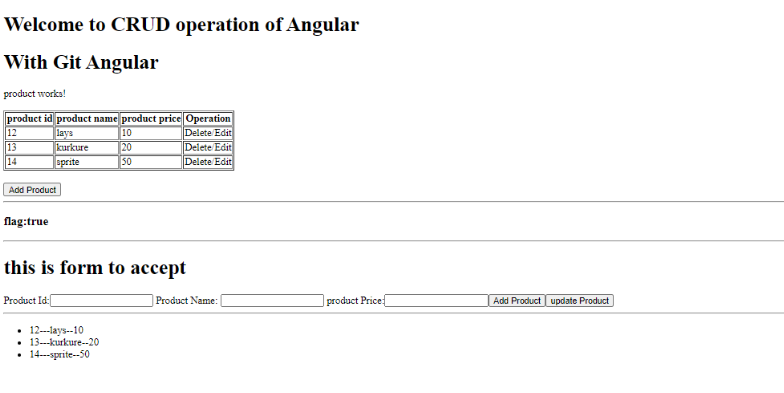 Welcome to CRUD operation of Angular
With Git Angular
product works!
product id product name product price Operation
12 lays 10 Delete/Edit
13 kurkure 20 Delete/Edit
14 sprite 50 Delete/Edit
Add Product
flag:true
this is form to accept
Product Id: Product Name: product Price: Add Product update Product
12---lays--10
13---kurkure--20
14---sprite--50